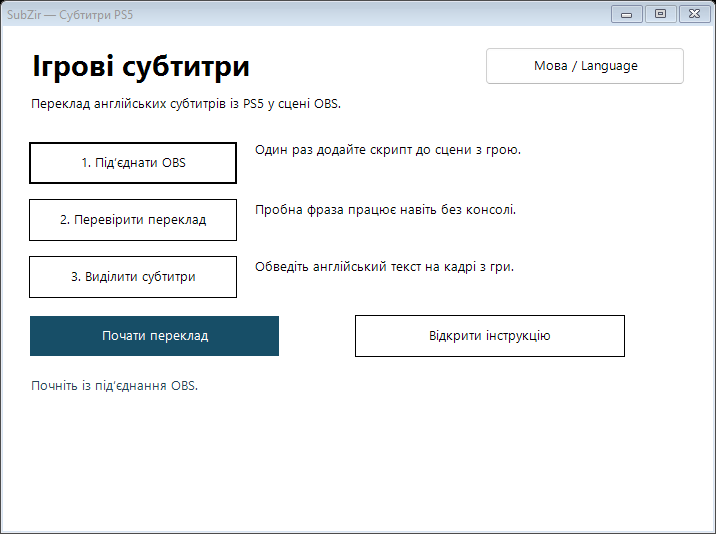 SubZir — Субтитри PS5
Ігрові субтитри
Мова / Language
Переклад англійських субтитрів із PS5 у сцені OBS.
1. Під'єднати OBS
Один раз додайте скрипт до сцени з грою.
2. Перевірити переклад
Пробна фраза працює навіть без консолі.
3. Виділити субтитри
Обведіть англійський текст на кадрі з гри.
Почати переклад
Відкрити інструкцію
Почніть із під'єднання OBS.